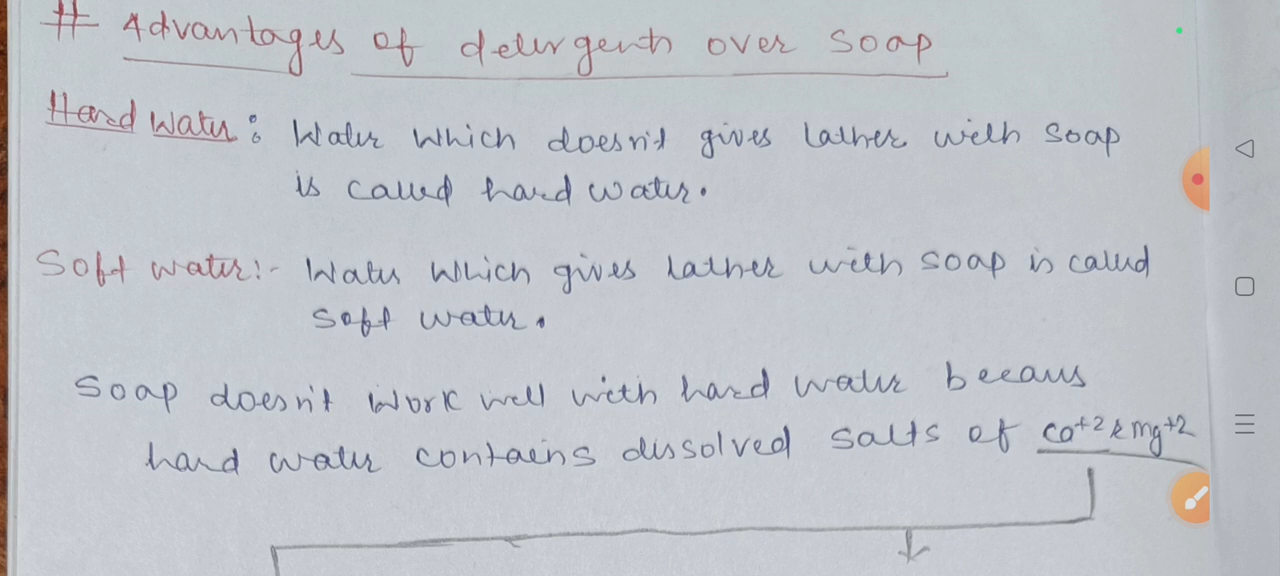 # Advantages of detergents over soap
Hard water : Water which doesn't gives lather with soap
is called hard water.
Soft water:- Water which gives lather with soap is called
soft water.
Soap doesn't work well with hard water becaus
hard water contains dissolved salts of ca+2 & mg+2